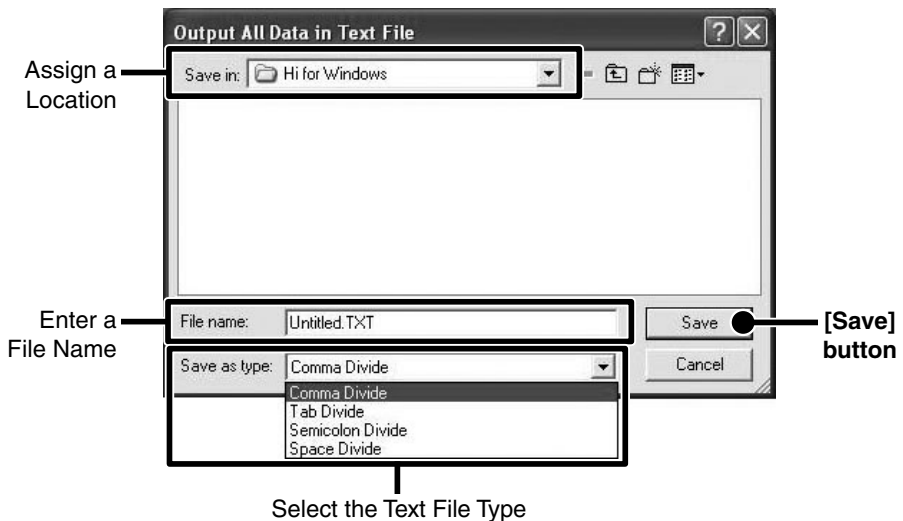 Output All Data in Text File
Assign a
Location
Save in: Hi for Windows
Enter a
File Name
File name: Untitled.TXT
Save
[Save]
button
Save as type: Comma Divide
Cancel
Comma Divide
Tab Divide
Semicolon Divide
Space Divide
Select the Text File Type